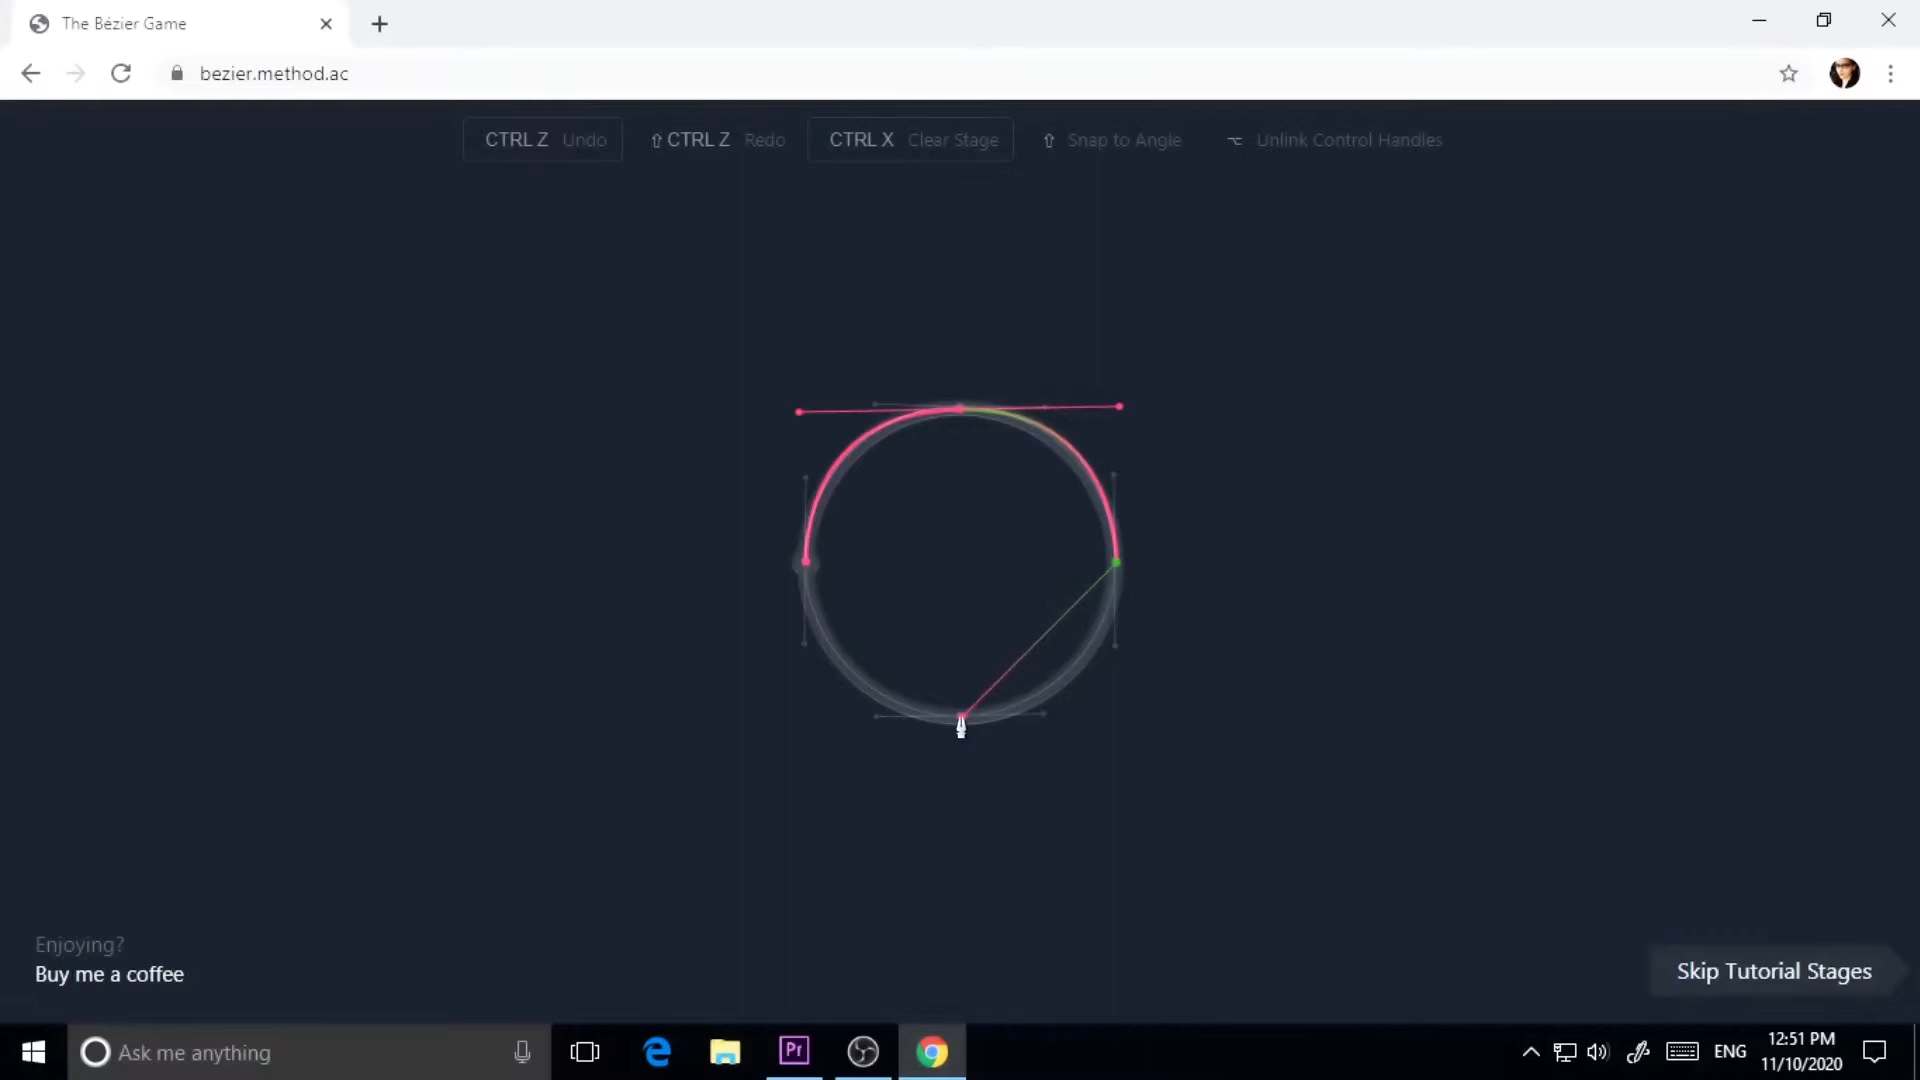 The Bézier Game
bezier.method.ac
CTRL Z Undo ⇧ CTRL Z Redo CTRL X Clear Stage ⇧ Snap to Angle ⌥ Unlink Control Handles
Enjoying?
Buy me a coffee
Skip Tutorial Stages
Ask me anything
Pr
ENG
12:51 PM
11/10/2020